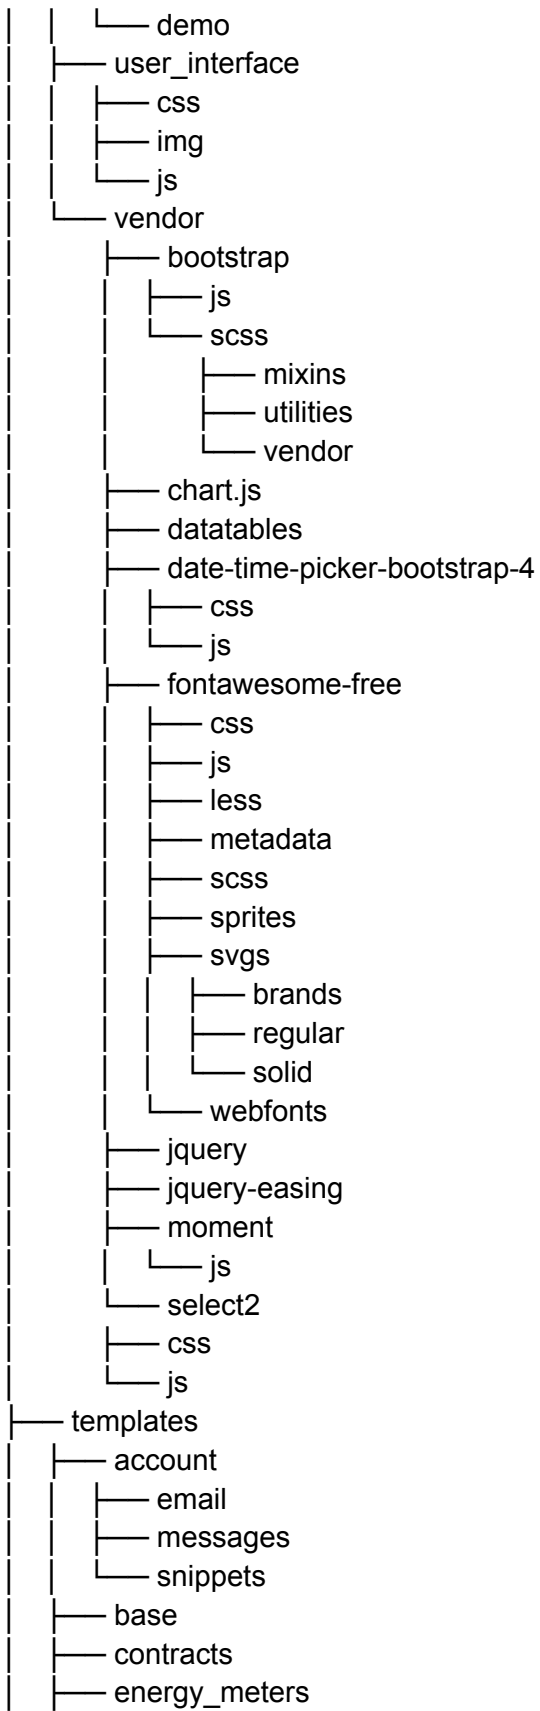 │ │ └── demo
│ ├── user_interface
│ │ ├── css
│ │ ├── img
│ │ └── js
│ └── vendor
│ ├── bootstrap
│ │ ├── js
│ │ └── scss
│ │ ├── mixins
│ │ ├── utilities
│ │ └── vendor
│ ├── chart.js
│ ├── datatables
│ ├── date-time-picker-bootstrap-4
│ │ ├── css
│ │ └── js
│ ├── fontawesome-free
│ │ ├── css
│ │ ├── js
│ │ ├── less
│ │ ├── metadata
│ │ ├── scss
│ │ ├── sprites
│ │ ├── svgs
│ │ │ ├── brands
│ │ │ ├── regular
│ │ │ └── solid
│ │ └── webfonts
│ ├── jquery
│ ├── jquery-easing
│ ├── moment
│ │ └── js
│ └── select2
│ ├── css
│ └── js
├── templates
│ ├── account
│ │ ├── email
│ │ ├── messages
│ │ └── snippets
│ ├── base
│ ├── contracts
│ ├── energy_meters